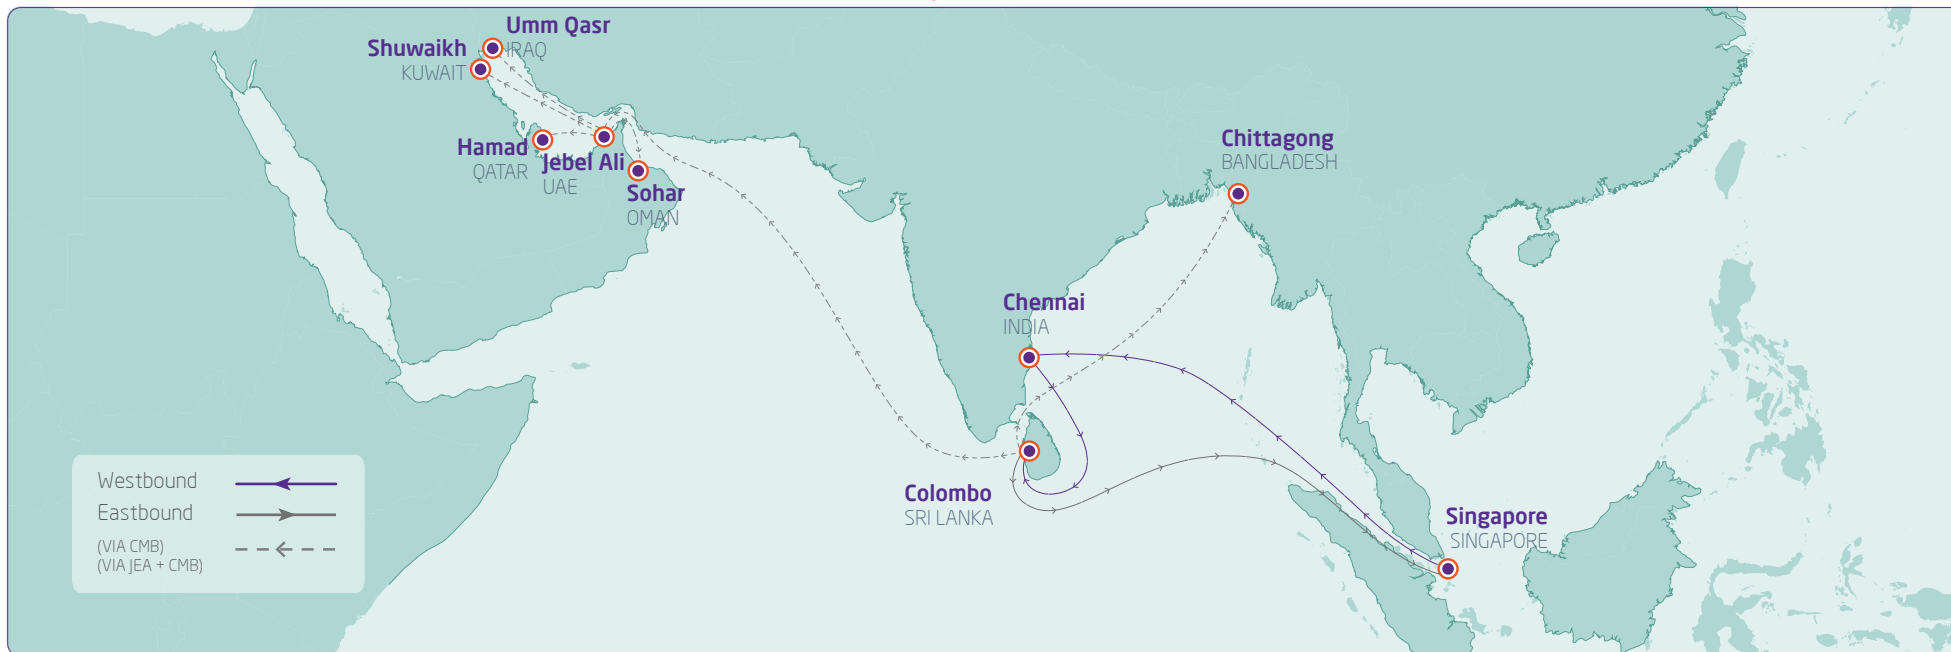 Umm Qasr
IRAQ
Shuwaikh
KUWAIT
Hamad
QATAR
Jebel Ali
UAE
Sohar
OMAN
Chittagong
BANGLADESH
Chennai
INDIA
Colombo
SRI LANKA
Singapore
SINGAPORE
Westbound
Eastbound
(VIA CMB)
(VIA JEA + CMB)